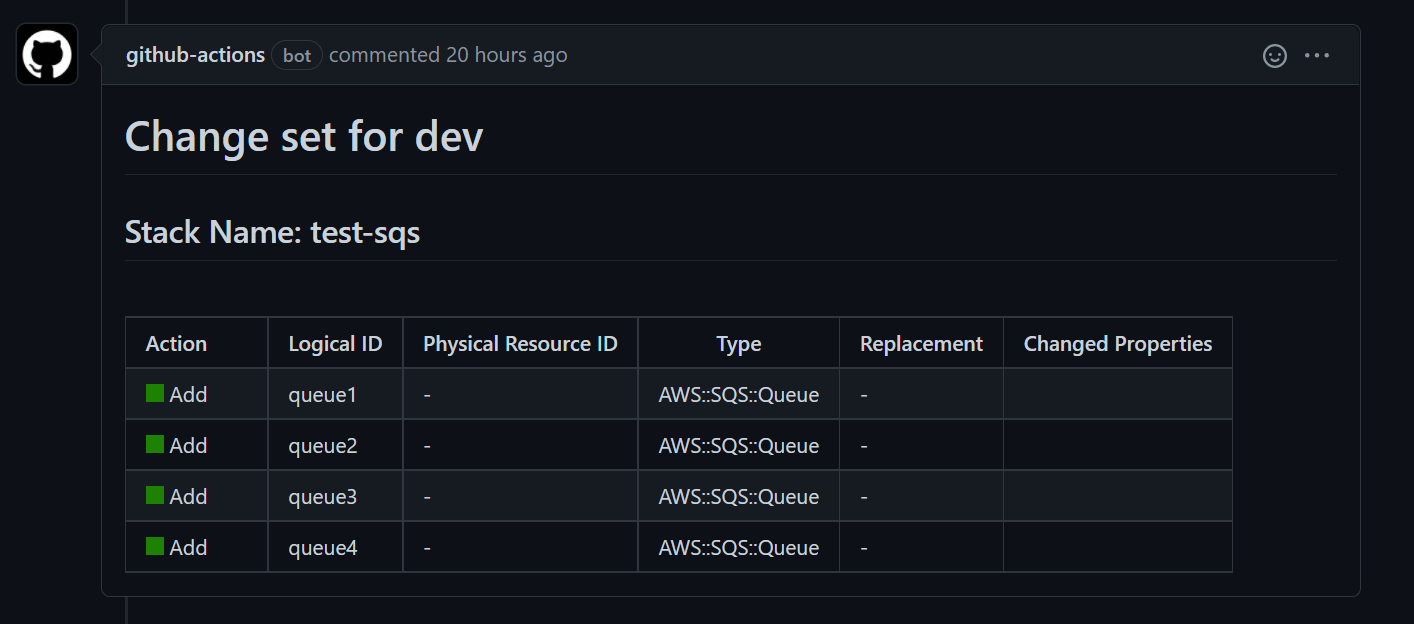 github-actions bot commented 20 hours ago
Change set for dev
Stack Name: test-sqs
Action Logical ID Physical Resource ID Type Replacement Changed Properties
Add queue1 - AWS::SQS::Queue -
Add queue2 - AWS::SQS::Queue -
Add queue3 - AWS::SQS::Queue -
Add queue4 - AWS::SQS::Queue -